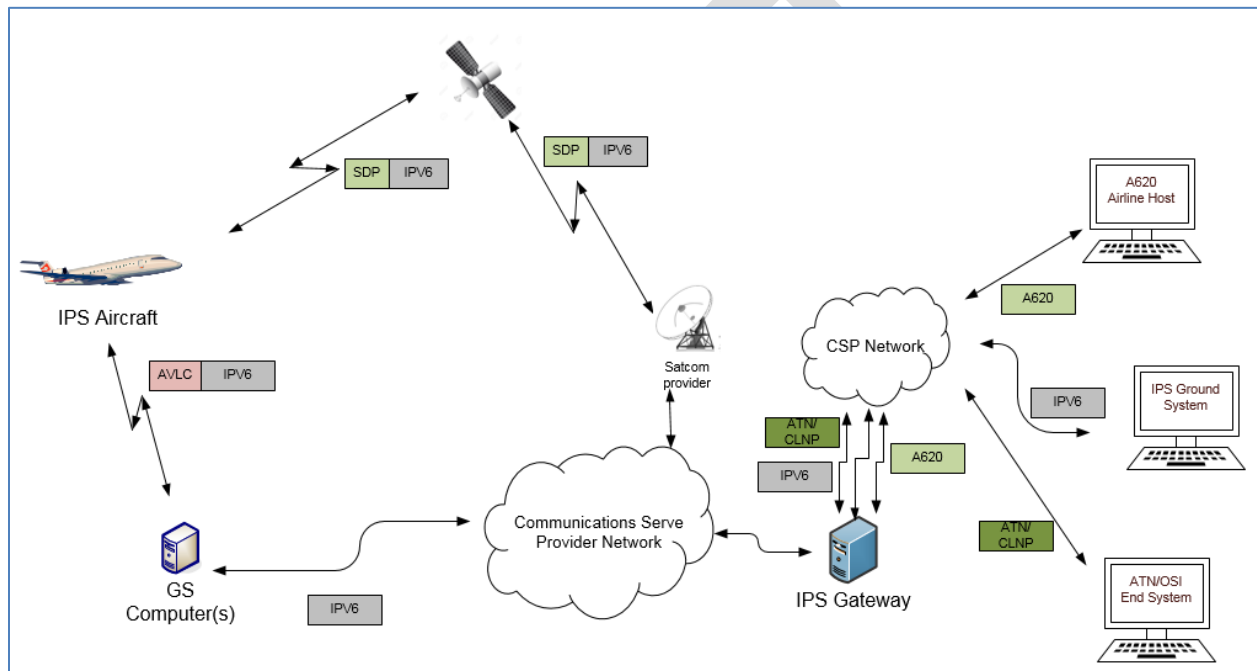 SDP IPV6
SDP IPV6
A620
Airline Host
IPS Aircraft
A620
AVLC IPV6
Satcom
provider
CSP Network
IPV6
IPS Ground
System
ATN/
CLNP
IPV6
A620
Communications Serve
Provider Network
ATN/
CLNP
GS
Computer(s)
IPV6
IPS Gateway
ATN/OSI
End System